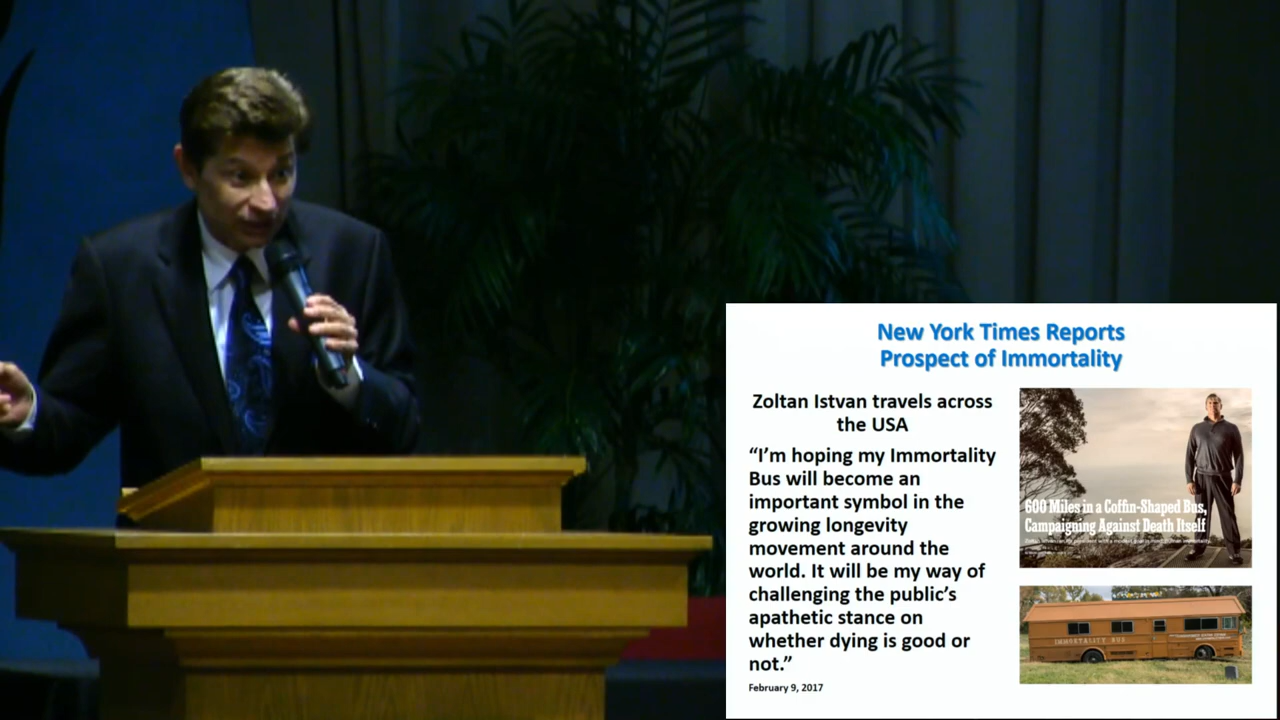 New York Times Reports
Prospect of Immortality
Zoltan Istvan travels across
the USA
“I’m hoping my Immortality
Bus will become an
important symbol in the
growing longevity
movement around the
world. It will be my way of
challenging the public’s
apathetic stance on
whether dying is good or
not.”
February 9, 2017
600 Miles in a Coffin-Shaped Bus,
Campaigning Against Death Itself
IMMORTALITY BUS